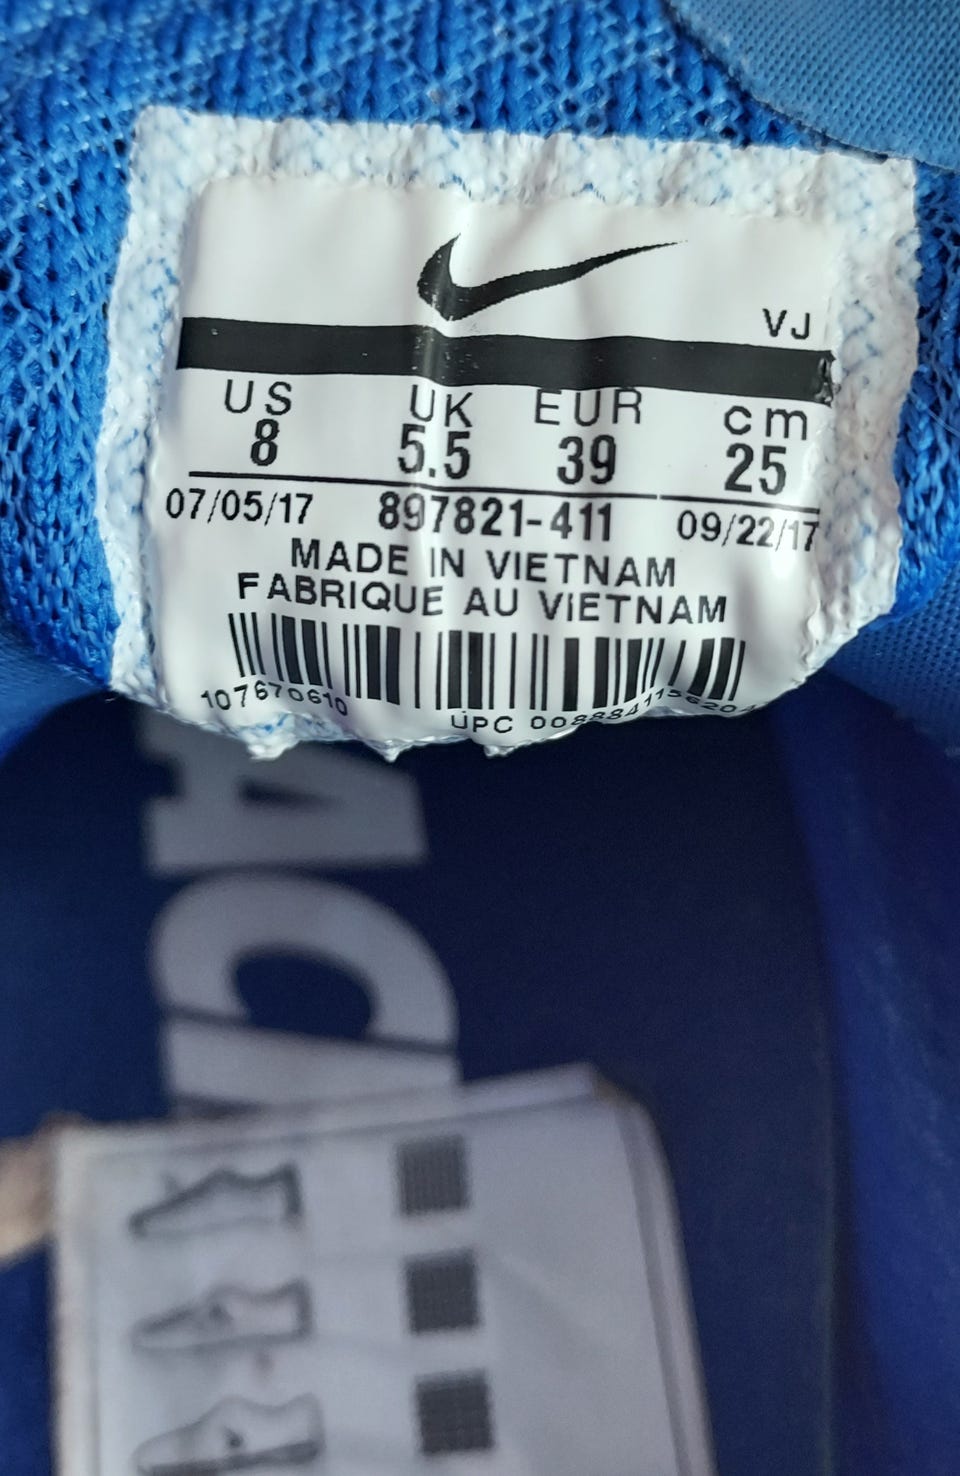 VJ
US UK EUR cm
8 5.5 39 25
07/05/17 897821-411 09/22/17
MADE IN VIETNAM
FABRIQUE AU VIETNAM
107670610 UPC